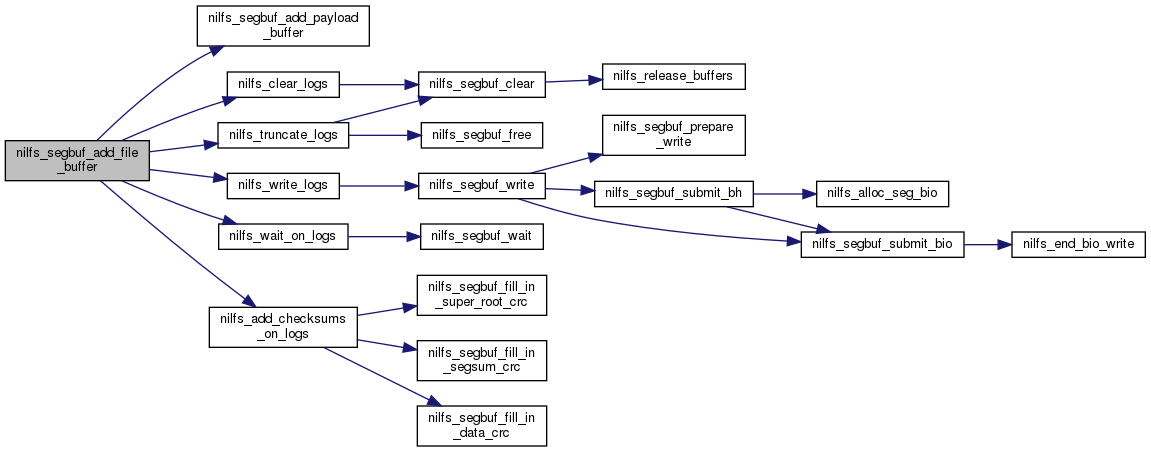 nilfs_segbuf_add_file
_buffer
nilfs_segbuf_add_payload
_buffer
nilfs_clear_logs
nilfs_truncate_logs
nilfs_write_logs
nilfs_wait_on_logs
nilfs_add_checksums
_on_logs
nilfs_segbuf_clear
nilfs_segbuf_free
nilfs_segbuf_write
nilfs_segbuf_wait
nilfs_segbuf_fill_in
_super_root_crc
nilfs_segbuf_fill_in
_segsum_crc
nilfs_segbuf_fill_in
_data_crc
nilfs_release_buffers
nilfs_segbuf_prepare
_write
nilfs_segbuf_submit_bh
nilfs_alloc_seg_bio
nilfs_segbuf_submit_bio
nilfs_end_bio_write